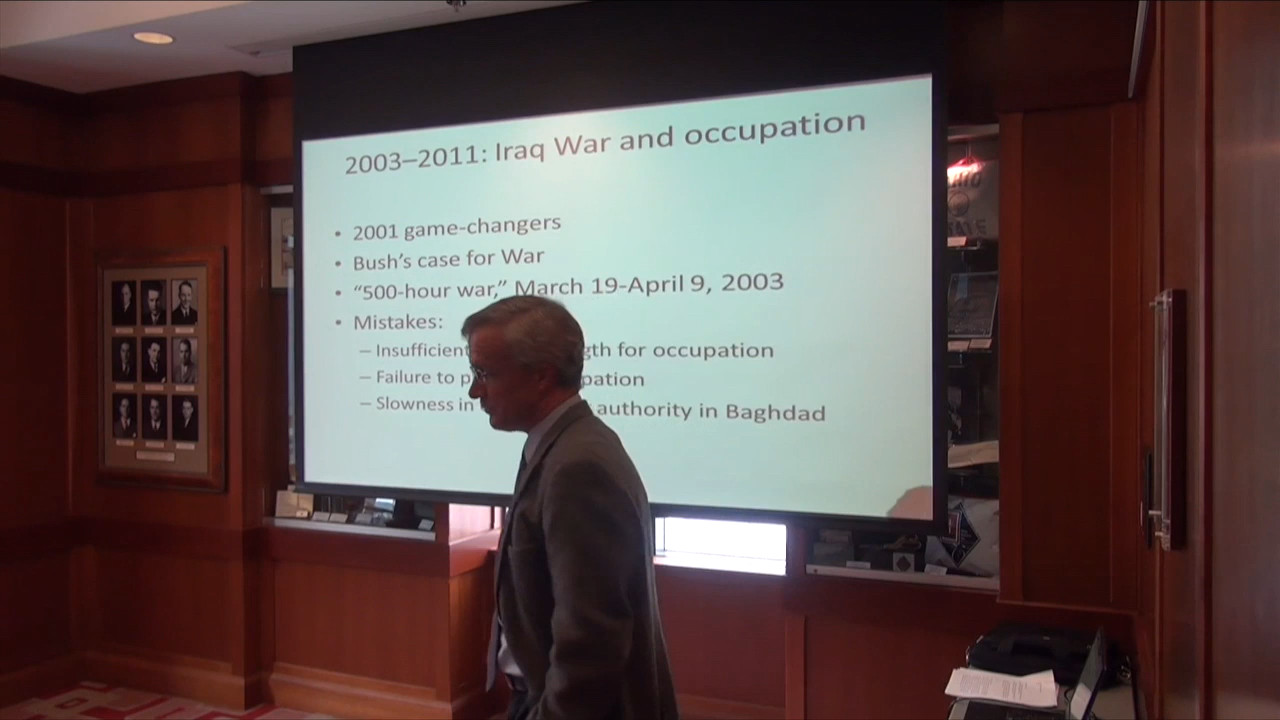 2003–2011: Iraq War and occupation
• 2001 game-changers
• Bush's case for War
• “500-hour war,” March 19-April 9, 2003
• Mistakes:
– Insufficient gth for occupation
– Failure to p pation
– Slowness in authority in Baghdad